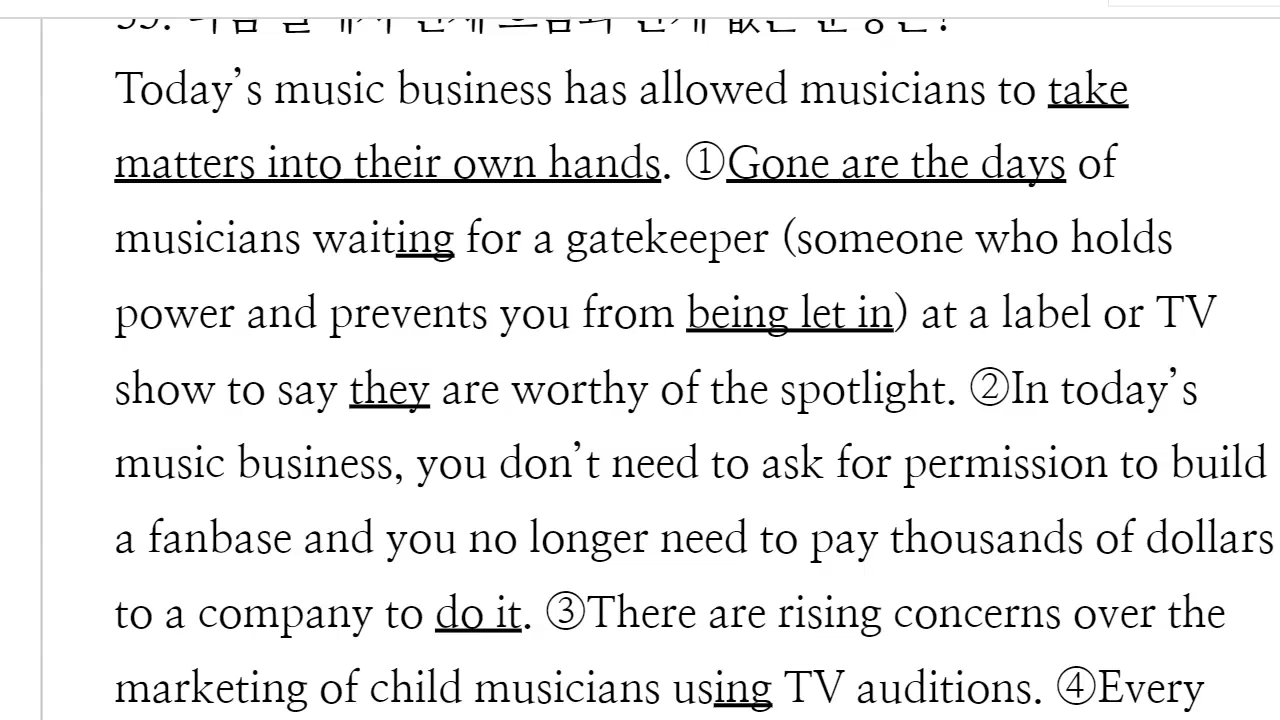 Today’s music business has allowed musicians to take
matters into their own hands. ①Gone are the days of
musicians waiting for a gatekeeper (someone who holds
power and prevents you from being let in) at a label or TV
show to say they are worthy of the spotlight. ②In today’s
music business, you don’t need to ask for permission to build
a fanbase and you no longer need to pay thousands of dollars
to a company to do it. ③There are rising concerns over the
marketing of child musicians using TV auditions. ④Every